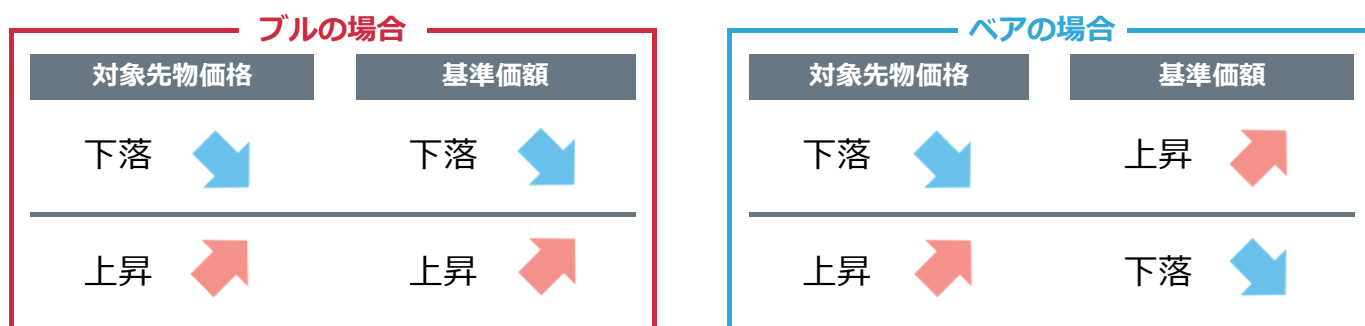 ブルの場合
対象先物価格 基準価額
下落 下落
上昇 上昇
ベアの場合
対象先物価格 基準価額
下落 上昇
上昇 下落